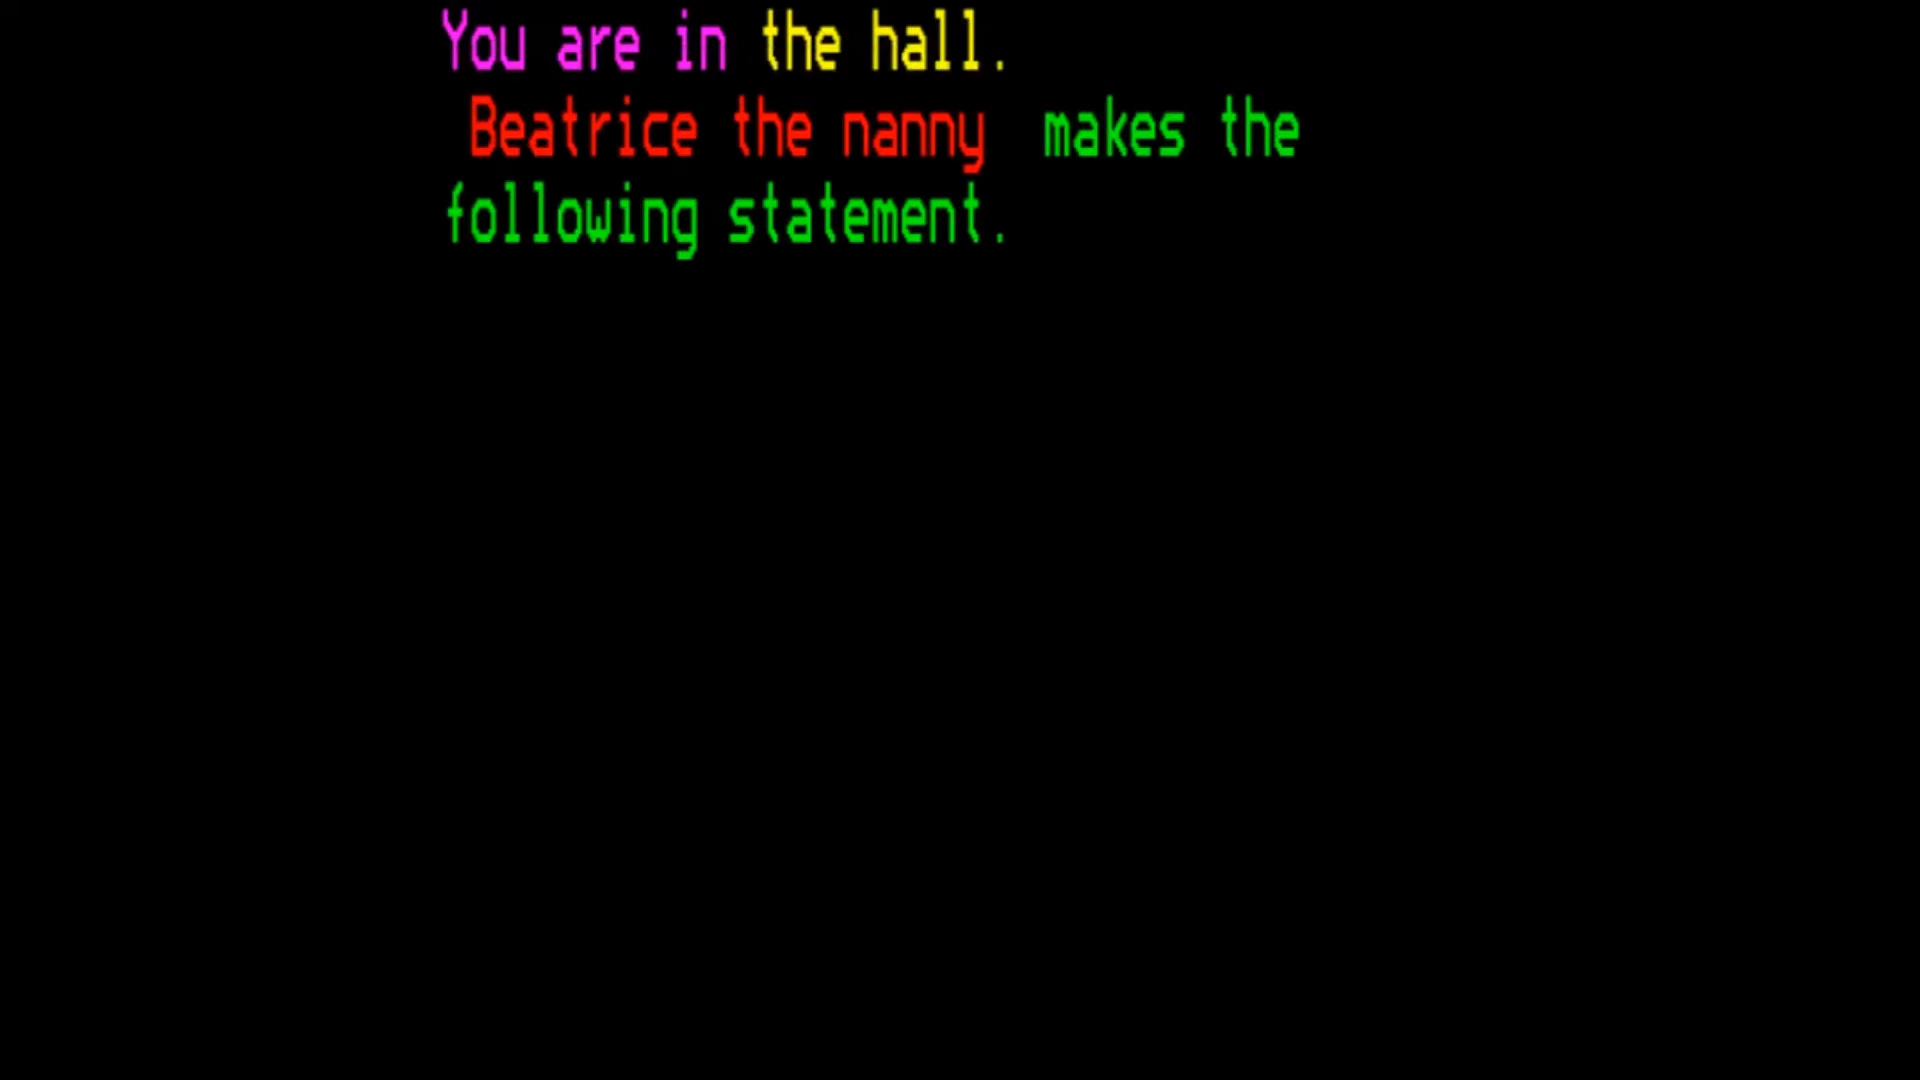 You are in the hall.
Beatrice the nanny makes the
following statement.